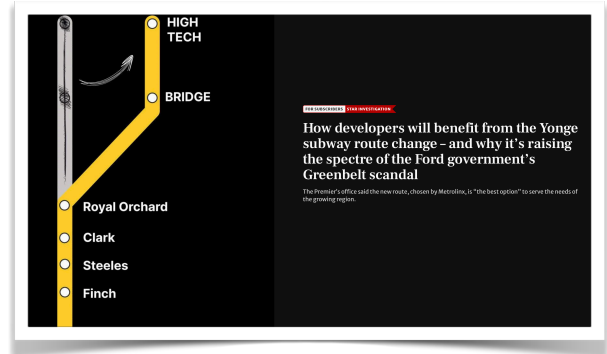 HIGH
TECH
BRIDGE
Royal Orchard
Clark
Steeles
Finch
FOR SUBSCRIBERS STAR INVESTIGATION
How developers will benefit from the Yonge
subway route change – and why it's raising
the spectre of the Ford government's
Greenbelt scandal
The Premier's office said the new route, chosen by Metrolinx, is "the best option" to serve the needs of
the growing region.